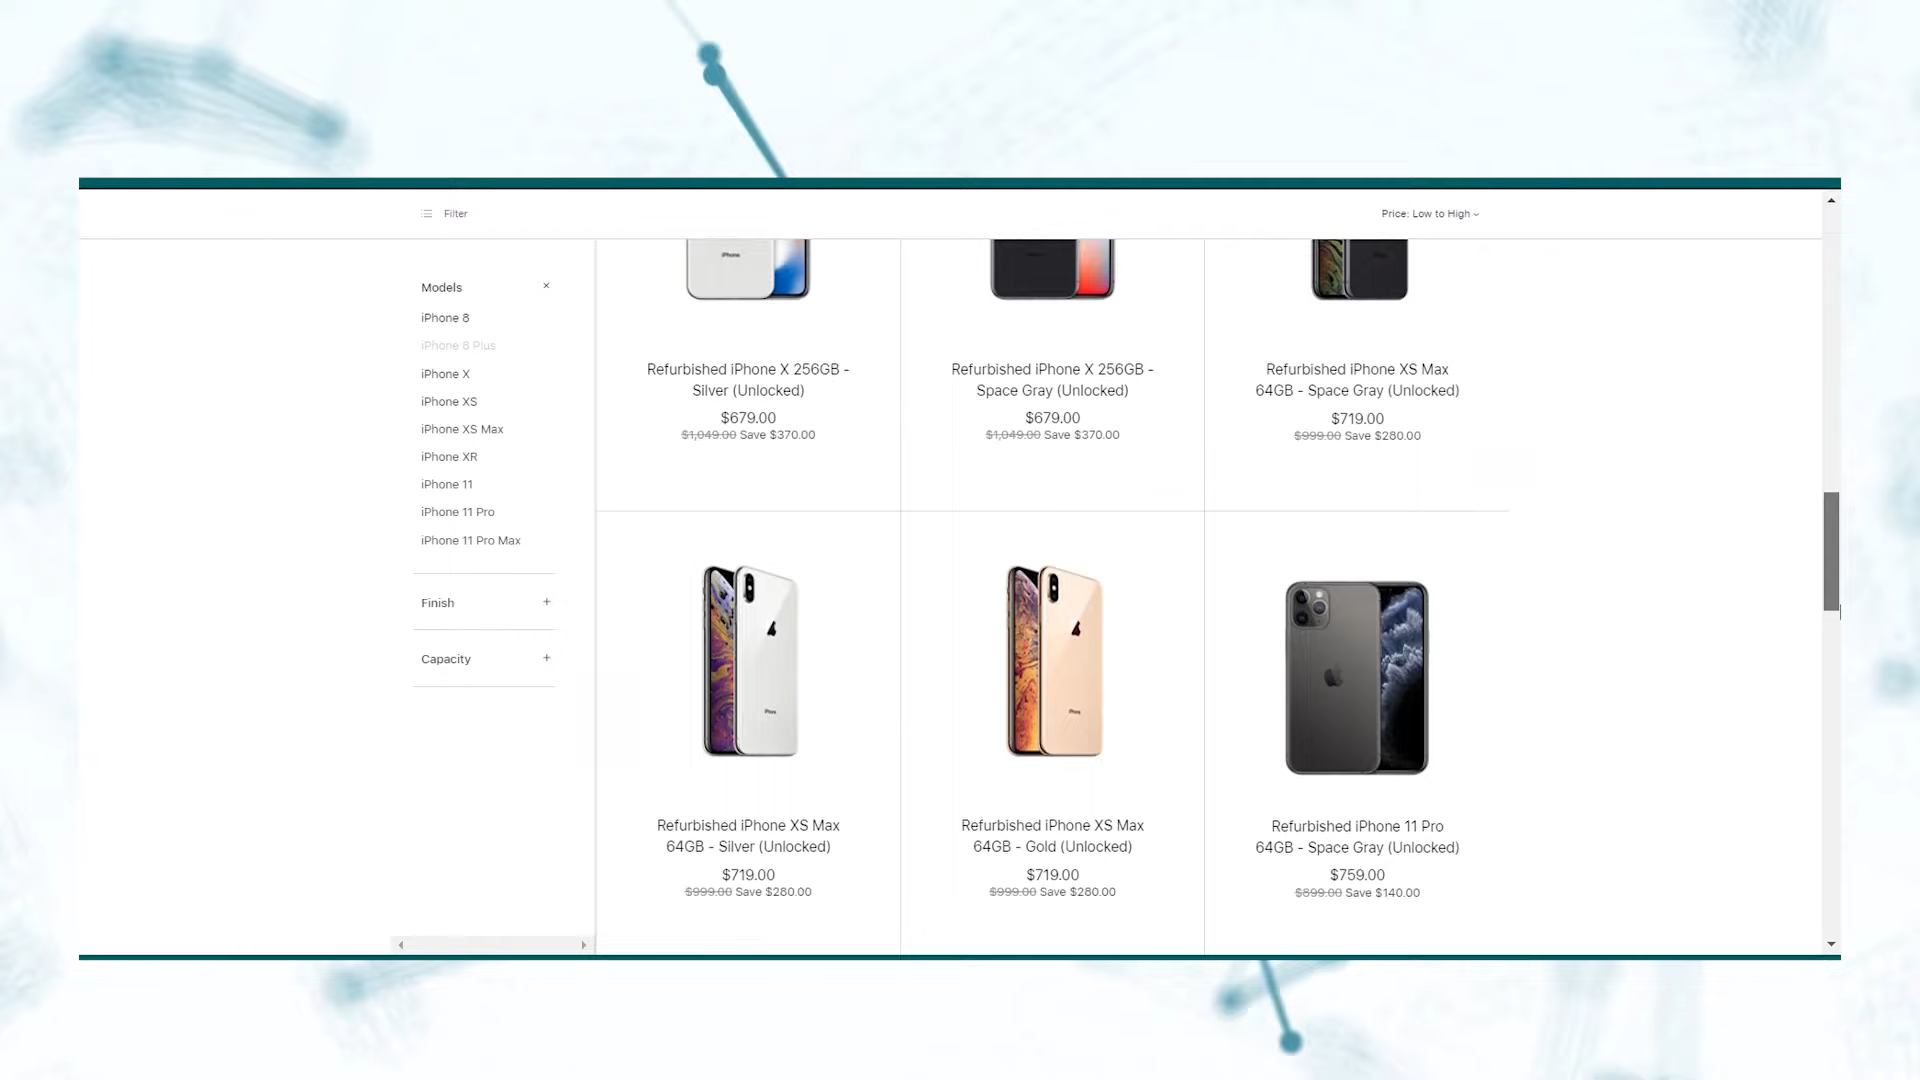 Filter
Price: Low to High
Models
iPhone 8
iPhone 8 Plus
iPhone X
iPhone XS
iPhone XS Max
iPhone XR
iPhone 11
iPhone 11 Pro
iPhone 11 Pro Max
Finish
Capacity
iPhone
Refurbished iPhone X 256GB -
Silver (Unlocked)
$679.00
$1,049.00 Save $370.00
Refurbished iPhone X 256GB -
Space Gray (Unlocked)
$679.00
$1,049.00 Save $370.00
Refurbished iPhone XS Max
64GB - Space Gray (Unlocked)
$719.00
$999.00 Save $280.00
iPhone
Refurbished iPhone XS Max
64GB - Silver (Unlocked)
$719.00
$999.00 Save $280.00
iPhone
Refurbished iPhone XS Max
64GB - Gold (Unlocked)
$719.00
$999.00 Save $280.00
Refurbished iPhone 11 Pro
64GB - Space Gray (Unlocked)
$759.00
$899.00 Save $140.00